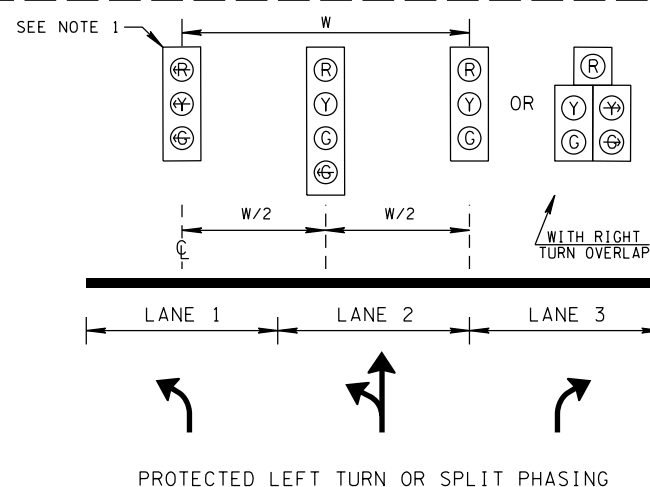 SEE NOTE 1
W
R R R R
Y Y Y OR Y Y
G G G G G
G
W/2 W/2
℄
WITH RIGHT
TURN OVERLAP
LANE 1 LANE 2 LANE 3
PROTECTED LEFT TURN OR SPLIT PHASING